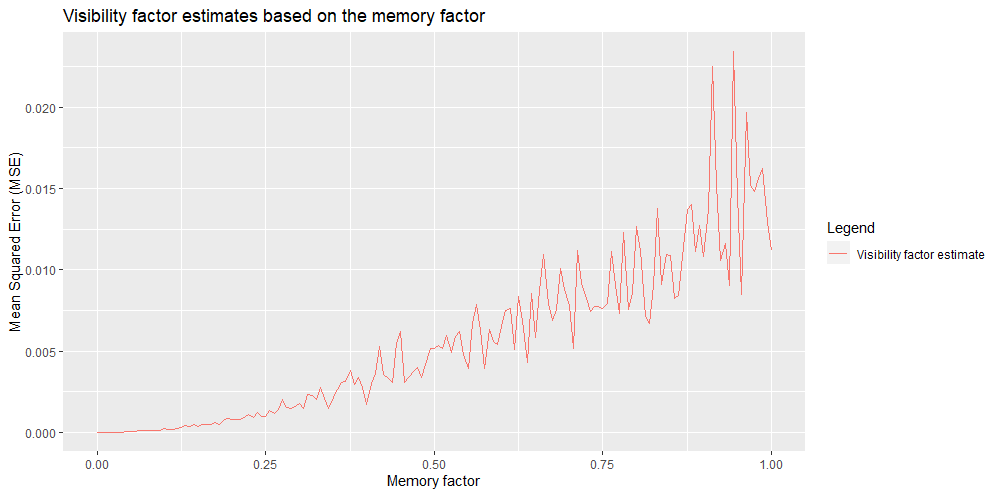 Visibility factor estimates based on the memory factor
Mean Squared Error (MSE)
0.020
0.015
0.010
0.005
0.000
0.00
0.25
0.50
0.75
1.00
Memory factor
Legend
Visibility factor estimate